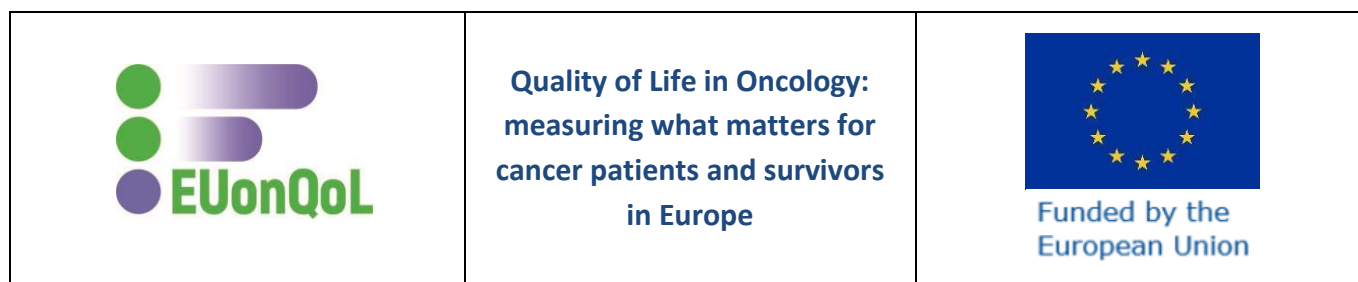 EUonQoL
Quality of Life in Oncology:
measuring what matters for
cancer patients and survivors
in Europe
Funded by the
European Union